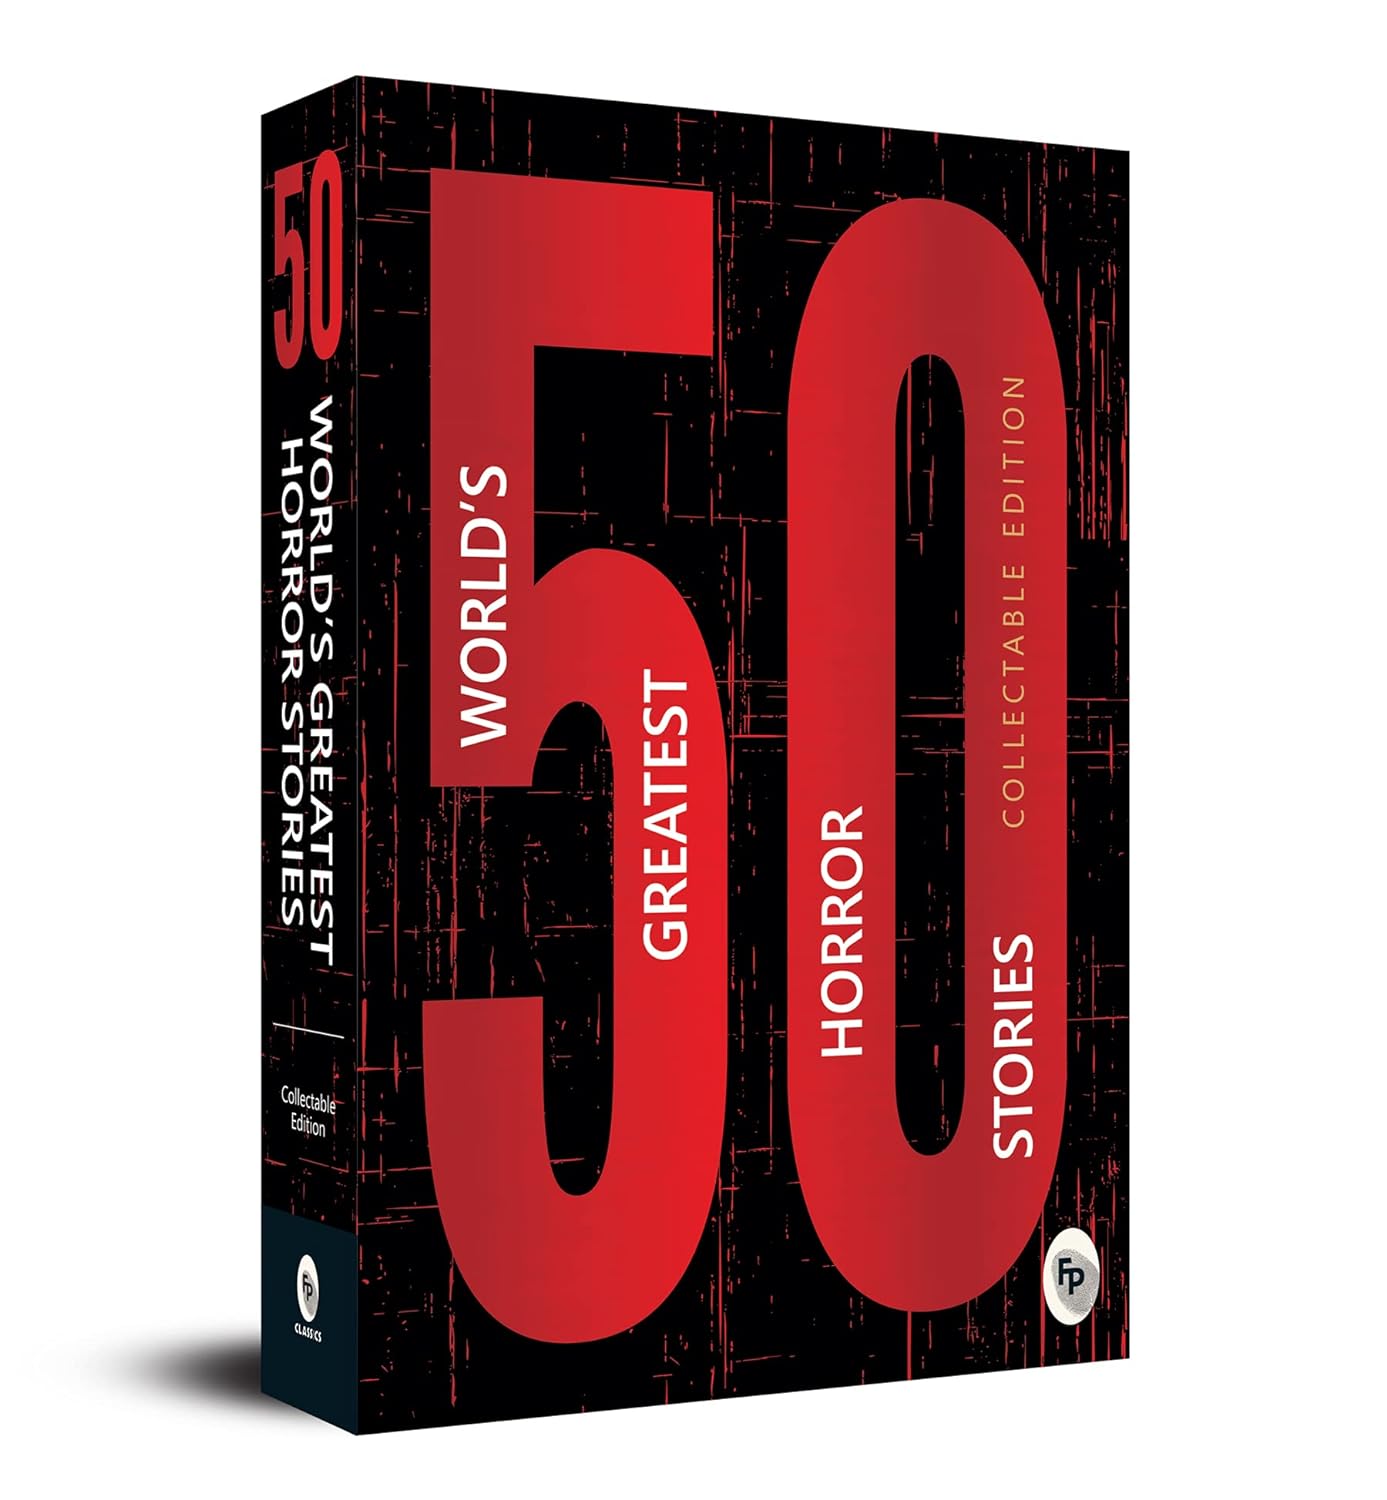 50
WORLD'S GREATEST
HORROR STORIES
Collectable
Edition
FP
CLASSICS
50
WORLD'S
GREATEST
HORROR
STORIES
COLLECTABLE EDITION
FP